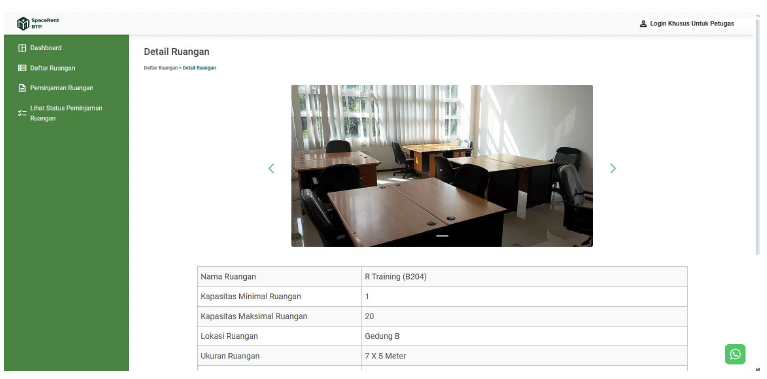 SpaceRent
BTP
Login Khusus Untuk Petugas
Dashboard
Daftar Ruangan
Peminjaman Ruangan
Lihat Status Peminjaman
Ruangan
Detail Ruangan
Daftar Ruangan > Detail Ruangan
Nama Ruangan R Training (B204)
Kapasitas Minimal Ruangan 1
Kapasitas Maksimal Ruangan 20
Lokasi Ruangan Gedung B
Ukuran Ruangan 7 X 5 Meter